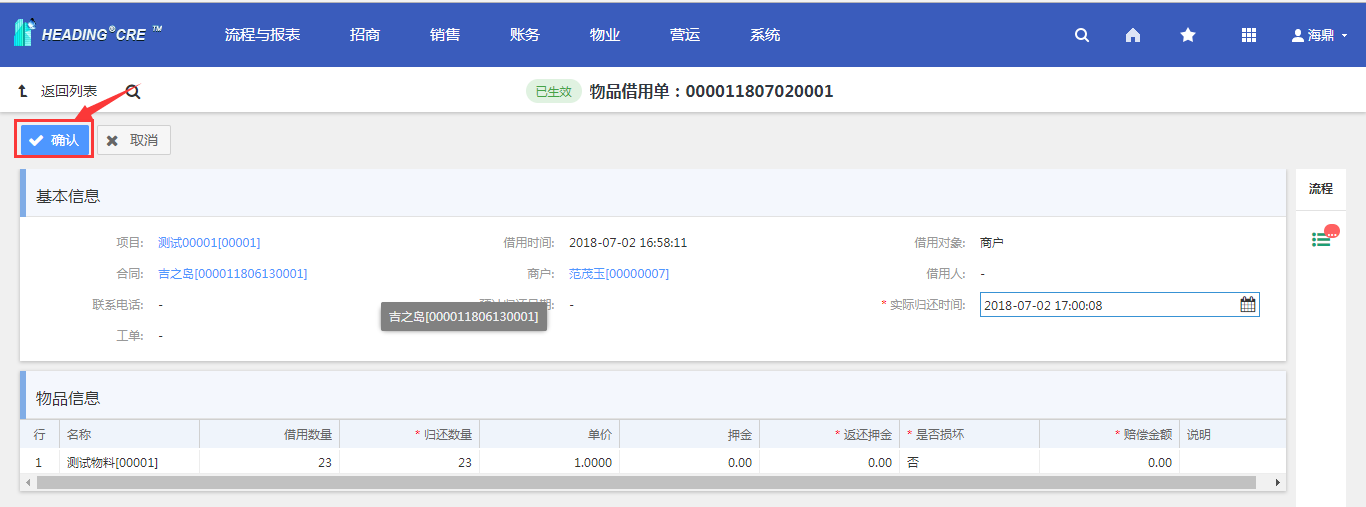 HEADING®CRE ™ 流程与报表 招商 销售 账务 物业 营运 系统 海鼎
返回列表 已生效 物品借用单：000011807020001
确认 取消
基本信息 流程
项目: 测试00001[00001] 借用时间: 2018-07-02 16:58:11 借用对象: 商户
合同: 吉之岛[000011806130001] 商户: 范茂玉[00000007] 借用人: -
联系电话: - - * 实际归还时间: 2018-07-02 17:00:08
吉之岛[000011806130001]
工单: -
物品信息
行 名称 借用数量 * 归还数量 单价 押金 * 返还押金 * 是否损坏 * 赔偿金额 说明
1 测试物料[00001] 23 23 1.0000 0.00 0.00 否 0.00